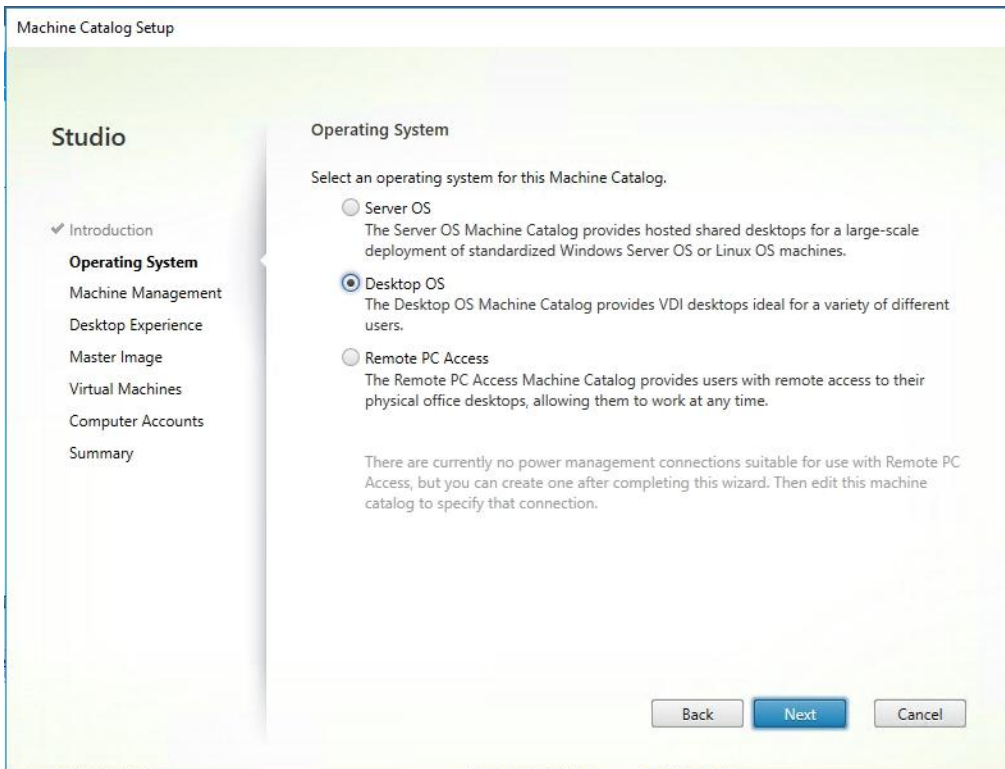 Machine Catalog Setup
Studio
Introduction
Operating System
Machine Management
Desktop Experience
Master Image
Virtual Machines
Computer Accounts
Summary
Operating System
Select an operating system for this Machine Catalog.
Server OS
The Server OS Machine Catalog provides hosted shared desktops for a large-scale
deployment of standardized Windows Server OS or Linux OS machines.
Desktop OS
The Desktop OS Machine Catalog provides VDI desktops ideal for a variety of different
users.
Remote PC Access
The Remote PC Access Machine Catalog provides users with remote access to their
physical office desktops, allowing them to work at any time.
There are currently no power management connections suitable for use with Remote PC
Access, but you can create one after completing this wizard. Then edit this machine
catalog to specify that connection.
Back
Next
Cancel